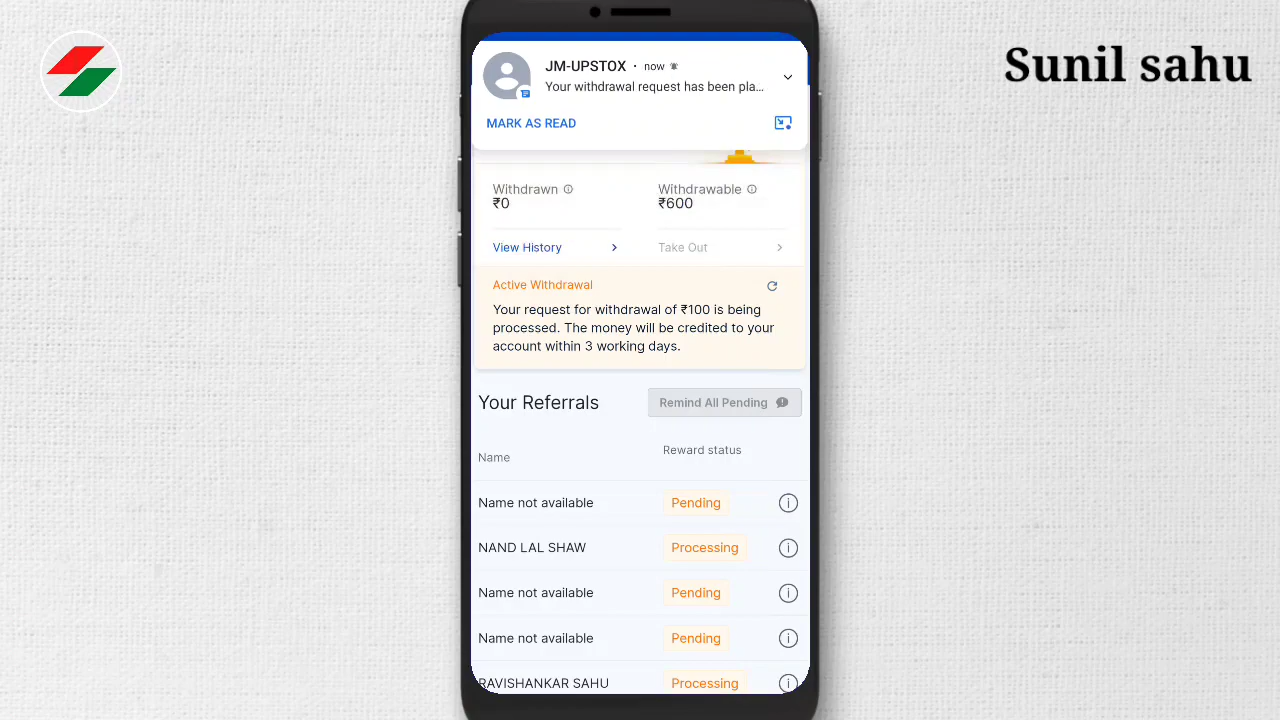 Sunil sahu
JM-UPSTOX · now
Your withdrawal request has been pla...
MARK AS READ
Withdrawn
Withdrawable
₹0
₹600
View History
Take Out
Active Withdrawal
Your request for withdrawal of ₹100 is being
processed. The money will be credited to your
account within 3 working days.
Your Referrals
Remind All Pending
Name
Reward status
Name not available
Pending
NAND LAL SHAW
Processing
Name not available
Pending
Name not available
Pending
RAVISHANKAR SAHU
Processing